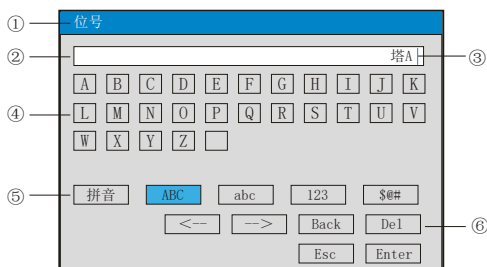 ① 位号
② 塔A ③
A B C D E F G H I J K
④ L M N O P Q R S T U V
W X Y Z
⑤ 拼音 ABC abc 123 $@#
<-- --> Back Del ⑥
Esc Enter